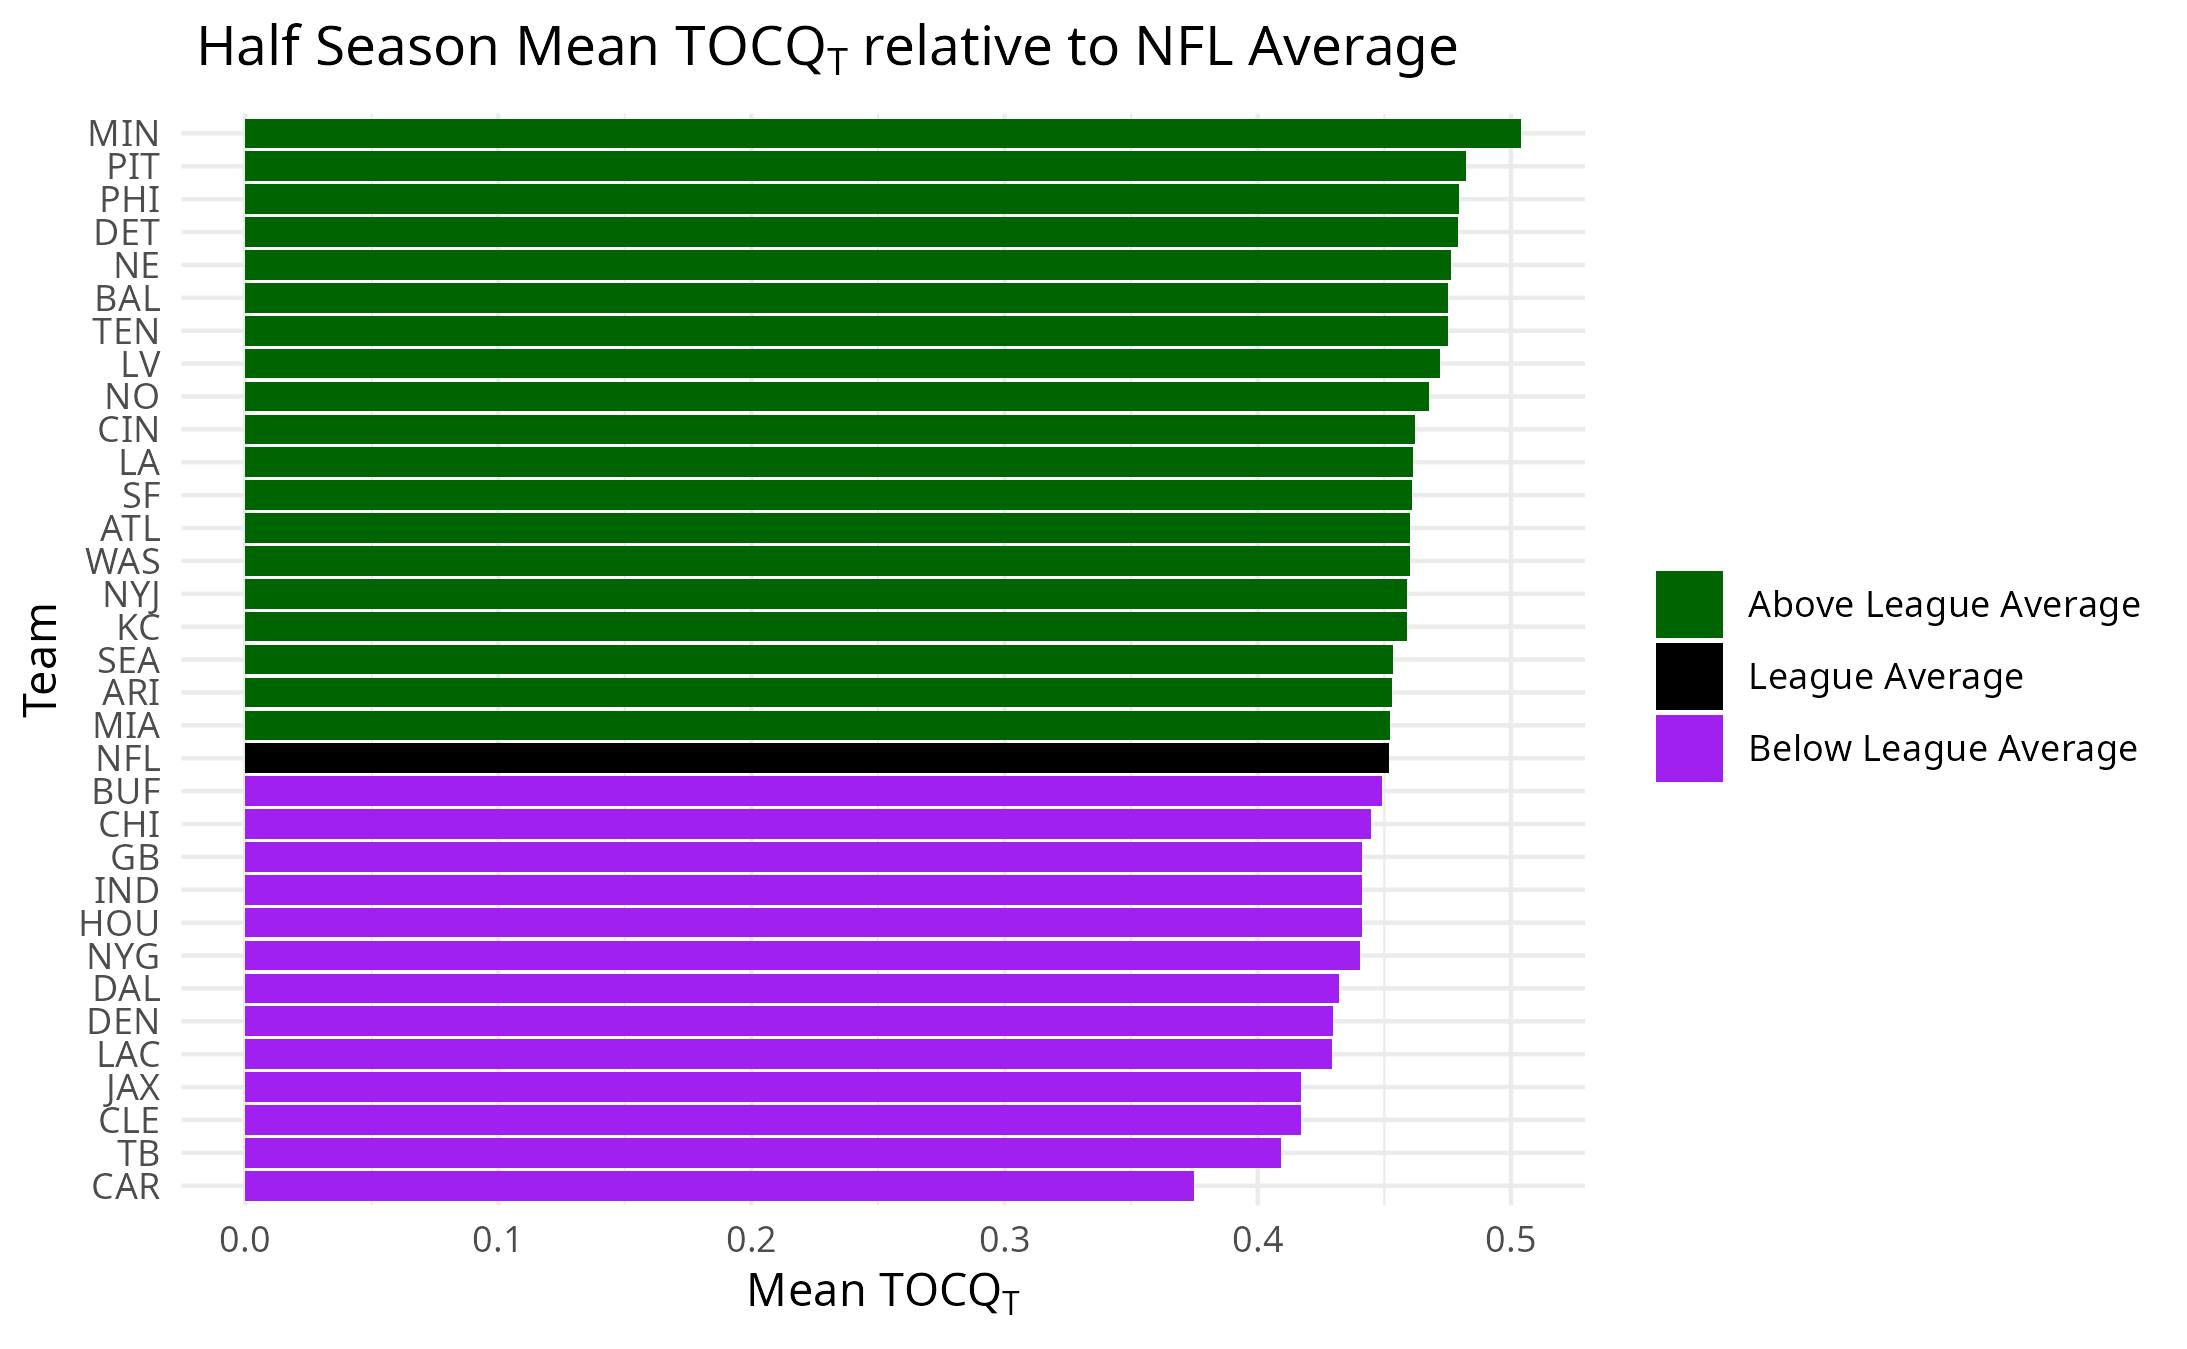 Half Season Mean TOCQT relative to NFL Average
Team
MIN
PIT
PHI
DET
NE
BAL
TEN
LV
NO
CIN
LA
SF
ATL
WAS
NYJ
KC
SEA
ARI
MIA
NFL
BUF
CHI
GB
IND
HOU
NYG
DAL
DEN
LAC
JAX
CLE
TB
CAR
0.0 0.1 0.2 0.3 0.4 0.5
Mean TOCQT
Above League Average
League Average
Below League Average